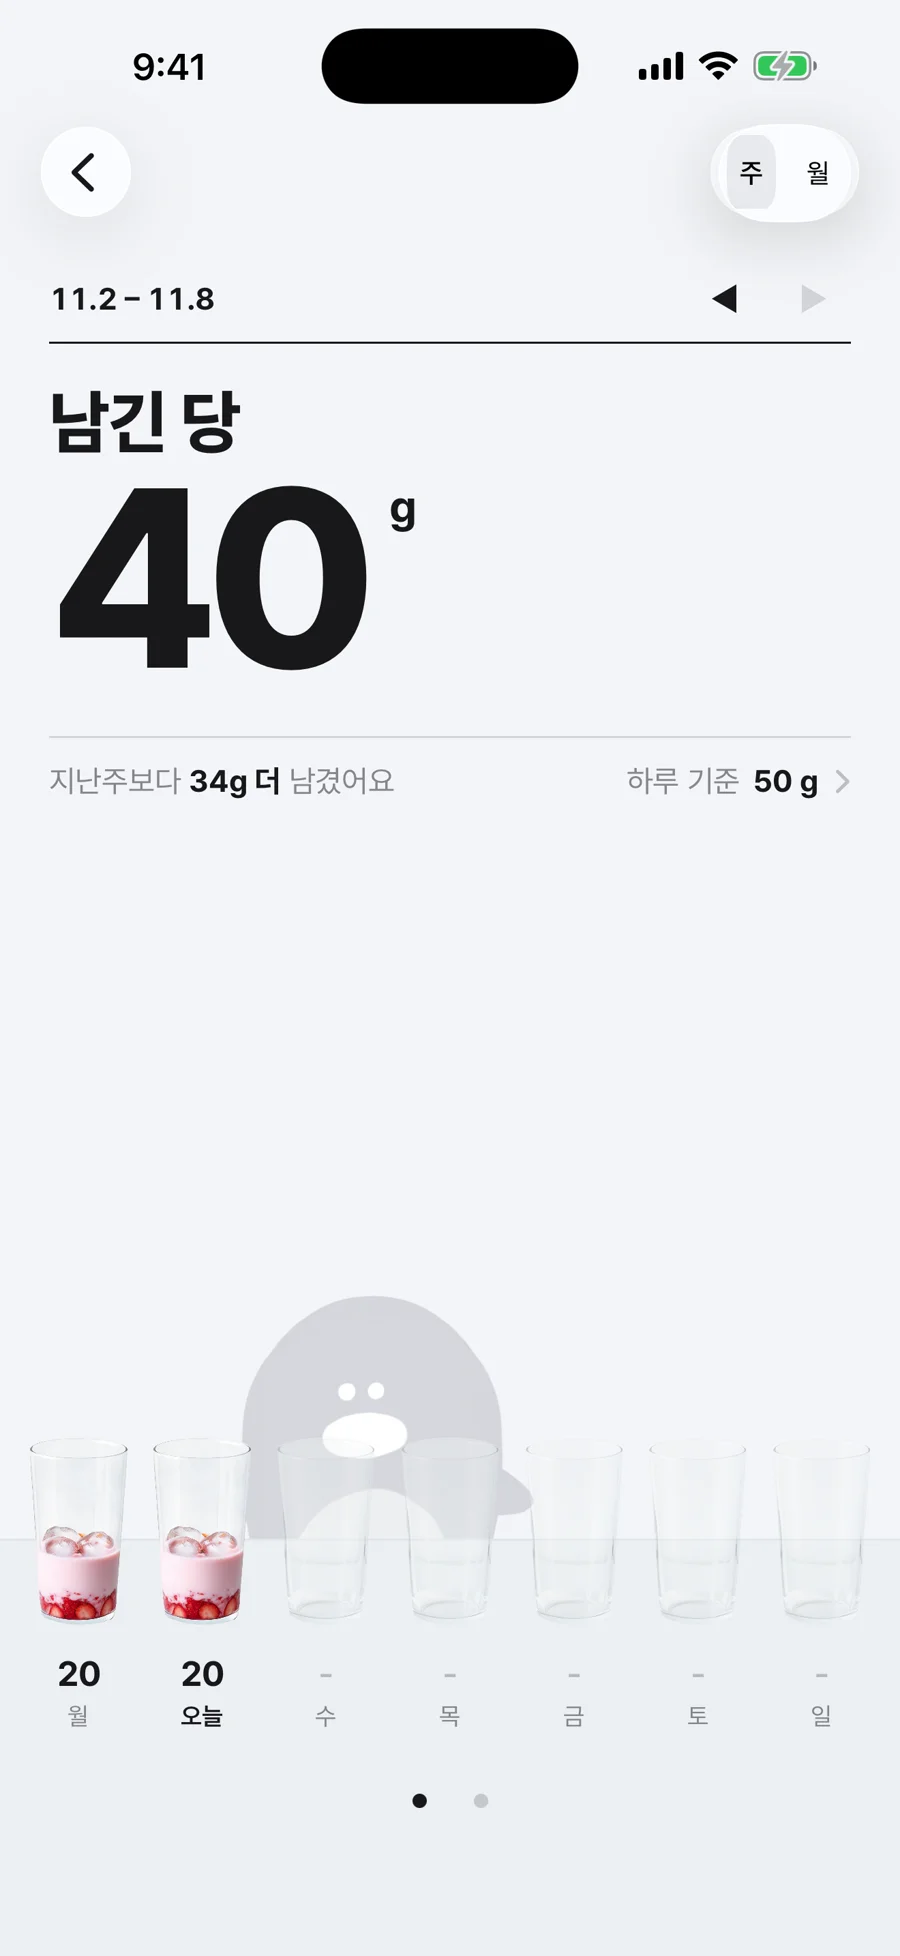 9:41
주 월
11.2 – 11.8
남긴 당
40 g
지난주보다 34g 더 남겼어요 하루 기준 50 g
20 20 - - - - -
월 오늘 수 목 금 토 일